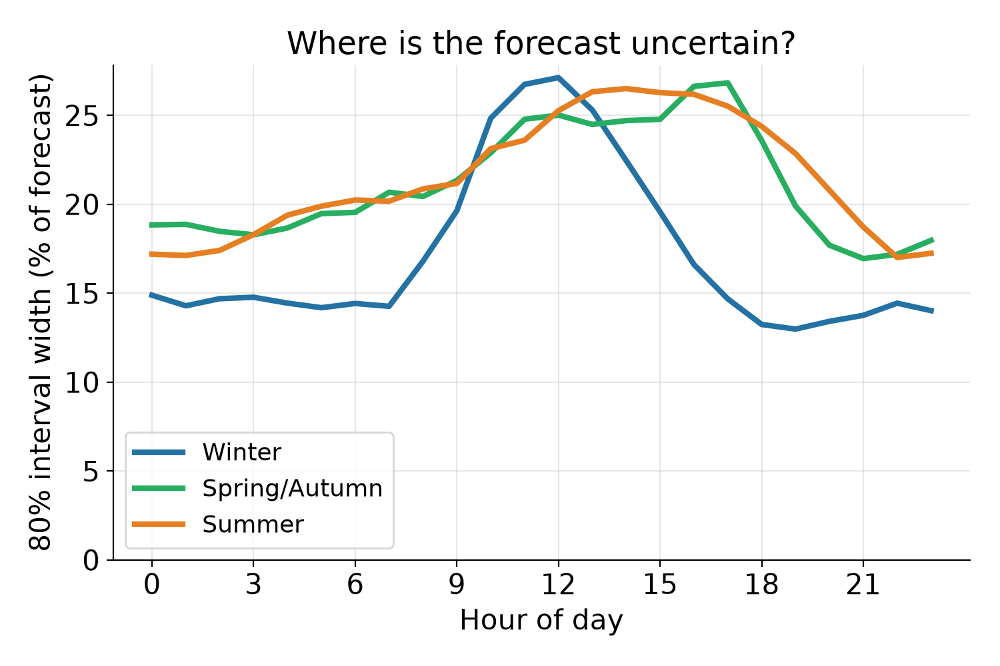 Where is the forecast uncertain?
80% interval width (% of forecast)
25
20
15
10
5
0
Winter
Spring/Autumn
Summer
0 3 6 9 12 15 18 21
Hour of day